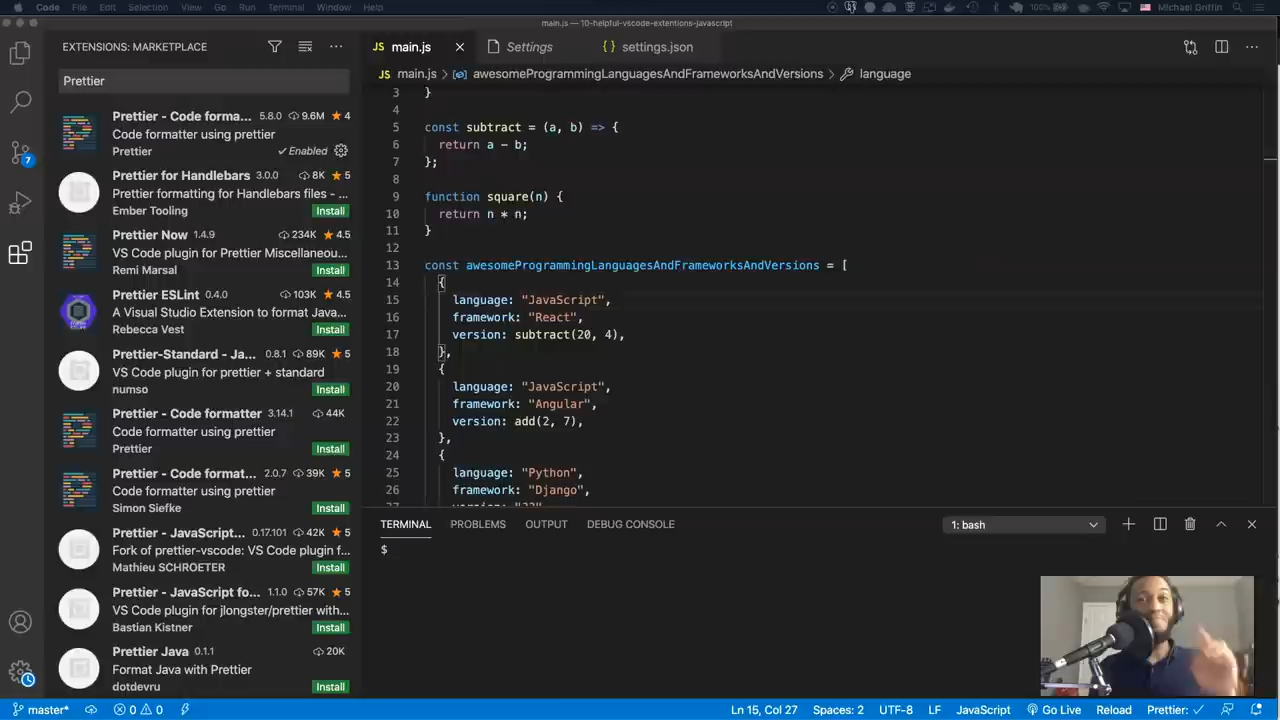 Code File Edit Selection View Go Run Terminal Window Help 100% Michael Griffin
main.js — 10-helpful-vscode-extentions-javascript
EXTENSIONS: MARKETPLACE
Prettier
Prettier - Code forma... 5.8.0 9.6M ★ 4
Code formatter using prettier
Prettier ✓ Enabled
Prettier for Handlebars 3.0.0 8K ★ 5
Prettier formatting for Handlebars files - ...
Ember Tooling Install
Prettier Now 1.4.9 234K ★ 4.5
VS Code Plugin for Prettier Miscellaneou...
Remi Marsal Install
Prettier ESLint 0.4.0 103K ★ 4.5
A Visual Studio Extension to format Java...
Rebecca Vest Install
Prettier-Standard - Ja... 0.8.1 89K ★ 5
VS Code plugin for prettier + standard
numso Install
Prettier - Code formatter 3.14.1 44K
Code formatter using prettier
Prettier Install
Prettier - Code format... 2.0.7 39K ★ 5
Code formatter using prettier
Simon Siefke Install
Prettier - JavaScript... 0.17.101 42K ★ 5
Fork of prettier-vscode: VS Code plugin f...
Mathieu SCHROETER Install
Prettier - JavaScript fo... 1.1.0 57K ★ 5
VS Code plugin for jlongster/prettier with...
Bastian Kistner Install
Prettier Java 0.1.1 20K
Format Java with Prettier
dotdevru Install
7
JS main.js × Settings { } settings.json
JS main.js > awesomeProgrammingLanguagesAndFrameworksAndVersions > language
3 }
4
5 const subtract = (a, b) => {
6 return a - b;
7 };
8
9 function square(n) {
10 return n * n;
11 }
12
13 const awesomeProgrammingLanguagesAndFrameworksAndVersions = [
14 {
15 language: "JavaScript",
16 framework: "React",
17 version: subtract(20, 4),
18 },
19 {
20 language: "JavaScript",
21 framework: "Angular",
22 version: add(2, 7),
23 },
24 {
25 language: "Python",
26 framework: "Django",
TERMINAL PROBLEMS OUTPUT DEBUG CONSOLE 1: bash
$
master* 0 0 Ln 15, Col 27 Spaces: 2 UTF-8 LF JavaScript Go Live Reload Prettier: ✓